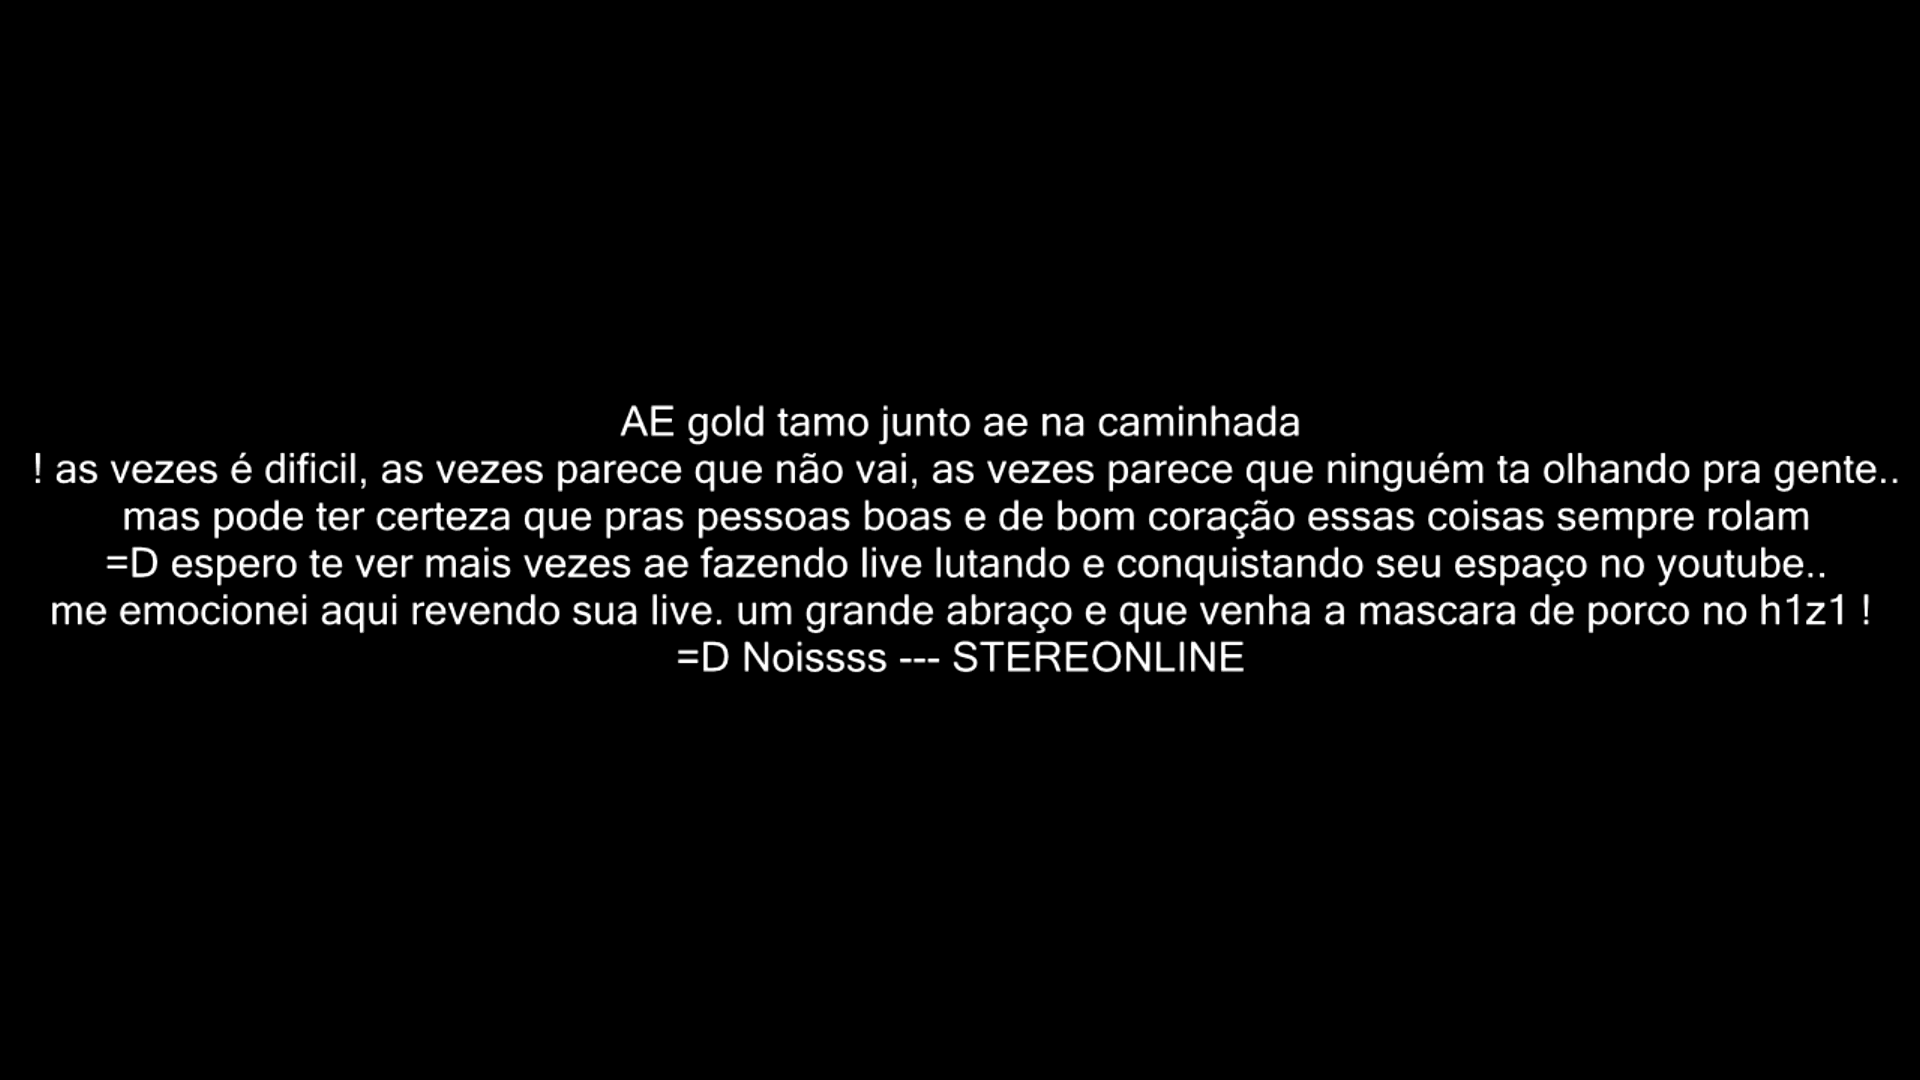 AE gold tamo junto ae na caminhada
! as vezes é dificil, as vezes parece que não vai, as vezes parece que ninguém ta olhando pra gente..
mas pode ter certeza que pras pessoas boas e de bom coração essas coisas sempre rolam
=D espero te ver mais vezes ae fazendo live lutando e conquistando seu espaço no youtube..
me emocionei aqui revendo sua live. um grande abraço e que venha a mascara de porco no h1z1 !
=D Noissss --- STEREONLINE